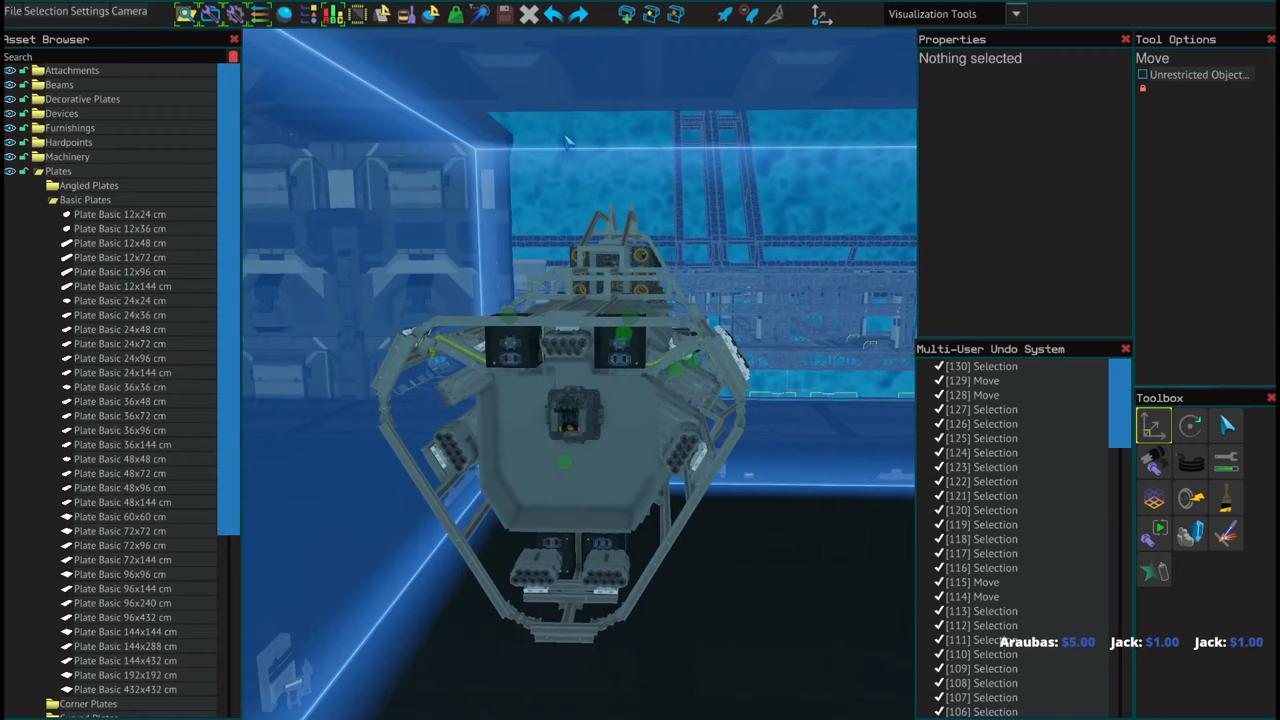 File Selection Settings Camera
Visualization Tools
Asset Browser
Search
Attachments
Beams
Decorative Plates
Devices
Furnishings
Hardpoints
Machinery
Plates
Angled Plates
Basic Plates
Plate Basic 12x24 cm
Plate Basic 12x36 cm
Plate Basic 12x48 cm
Plate Basic 12x72 cm
Plate Basic 12x96 cm
Plate Basic 12x144 cm
Plate Basic 24x24 cm
Plate Basic 24x36 cm
Plate Basic 24x48 cm
Plate Basic 24x72 cm
Plate Basic 24x96 cm
Plate Basic 24x144 cm
Plate Basic 36x36 cm
Plate Basic 36x48 cm
Plate Basic 36x72 cm
Plate Basic 36x96 cm
Plate Basic 36x144 cm
Plate Basic 48x48 cm
Plate Basic 48x72 cm
Plate Basic 48x96 cm
Plate Basic 48x144 cm
Plate Basic 60x60 cm
Plate Basic 72x72 cm
Plate Basic 72x96 cm
Plate Basic 72x144 cm
Plate Basic 96x96 cm
Plate Basic 96x144 cm
Plate Basic 96x240 cm
Plate Basic 96x432 cm
Plate Basic 144x144 cm
Plate Basic 144x288 cm
Plate Basic 144x432 cm
Plate Basic 192x192 cm
Plate Basic 432x432 cm
Corner Plates
Properties
Nothing selected
Tool Options
Move
Unrestricted Object...
Multi-User Undo System
[130] Selection
[129] Move
[128] Move
[127] Selection
[126] Selection
[125] Selection
[124] Selection
[123] Selection
[122] Selection
[121] Selection
[120] Selection
[119] Selection
[118] Selection
[117] Selection
[116] Selection
[115] Move
[114] Move
[113] Selection
[112] Selection
[111] Selection
[110] Selection
[109] Selection
[108] Selection
[107] Selection
[106] Selection
Toolbox
Araubas: $5.00 Jack: $1.00 Jack: $1.00